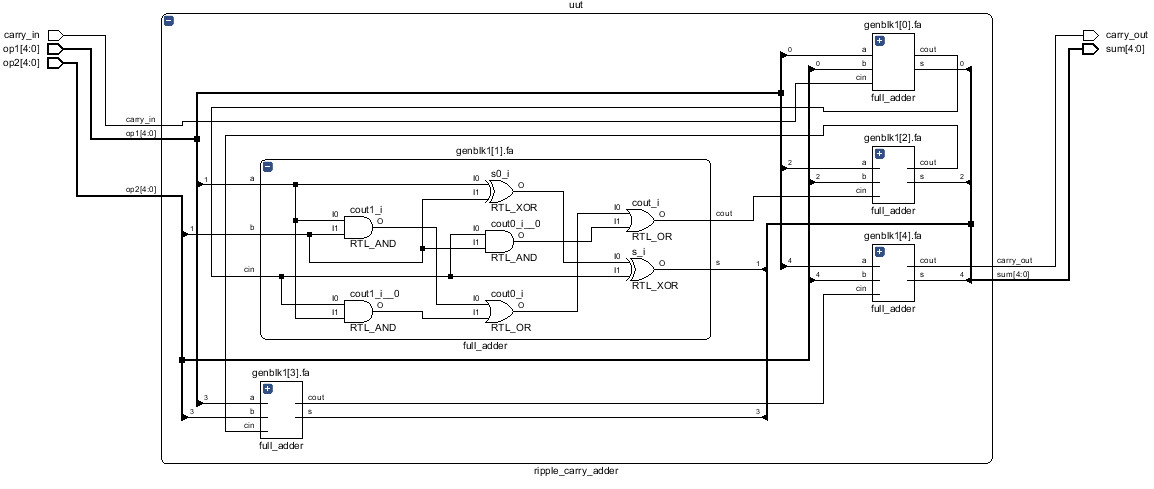 uut
carry_in
op1[4:0]
op2[4:0]
carry_out
sum[4:0]
genblk1[0].fa
0 a cout
0 b s 0
cin
full_adder
carry_in
op1[4:0]
genblk1[2].fa
2 a cout
2 b s 2
cin
full_adder
genblk1[1].fa
1 a
op2[4:0]
1 b
cin
s0_i
I0 O
I1
RTL_XOR
cout1_i
I0 O
I1
RTL_AND
cout0_i__0
I0 O
I1
RTL_AND
cout_i
I0 O
I1
RTL_OR
cout
s_i
I0 O
I1
RTL_XOR
s 1
cout1_i__0
I0 O
I1
RTL_AND
cout0_i
I0 O
I1
RTL_OR
full_adder
genblk1[4].fa
4 a cout carry_out
4 b s 4 sum[4:0]
cin
full_adder
genblk1[3].fa
3 a cout
3 b s 3
cin
full_adder
ripple_carry_adder